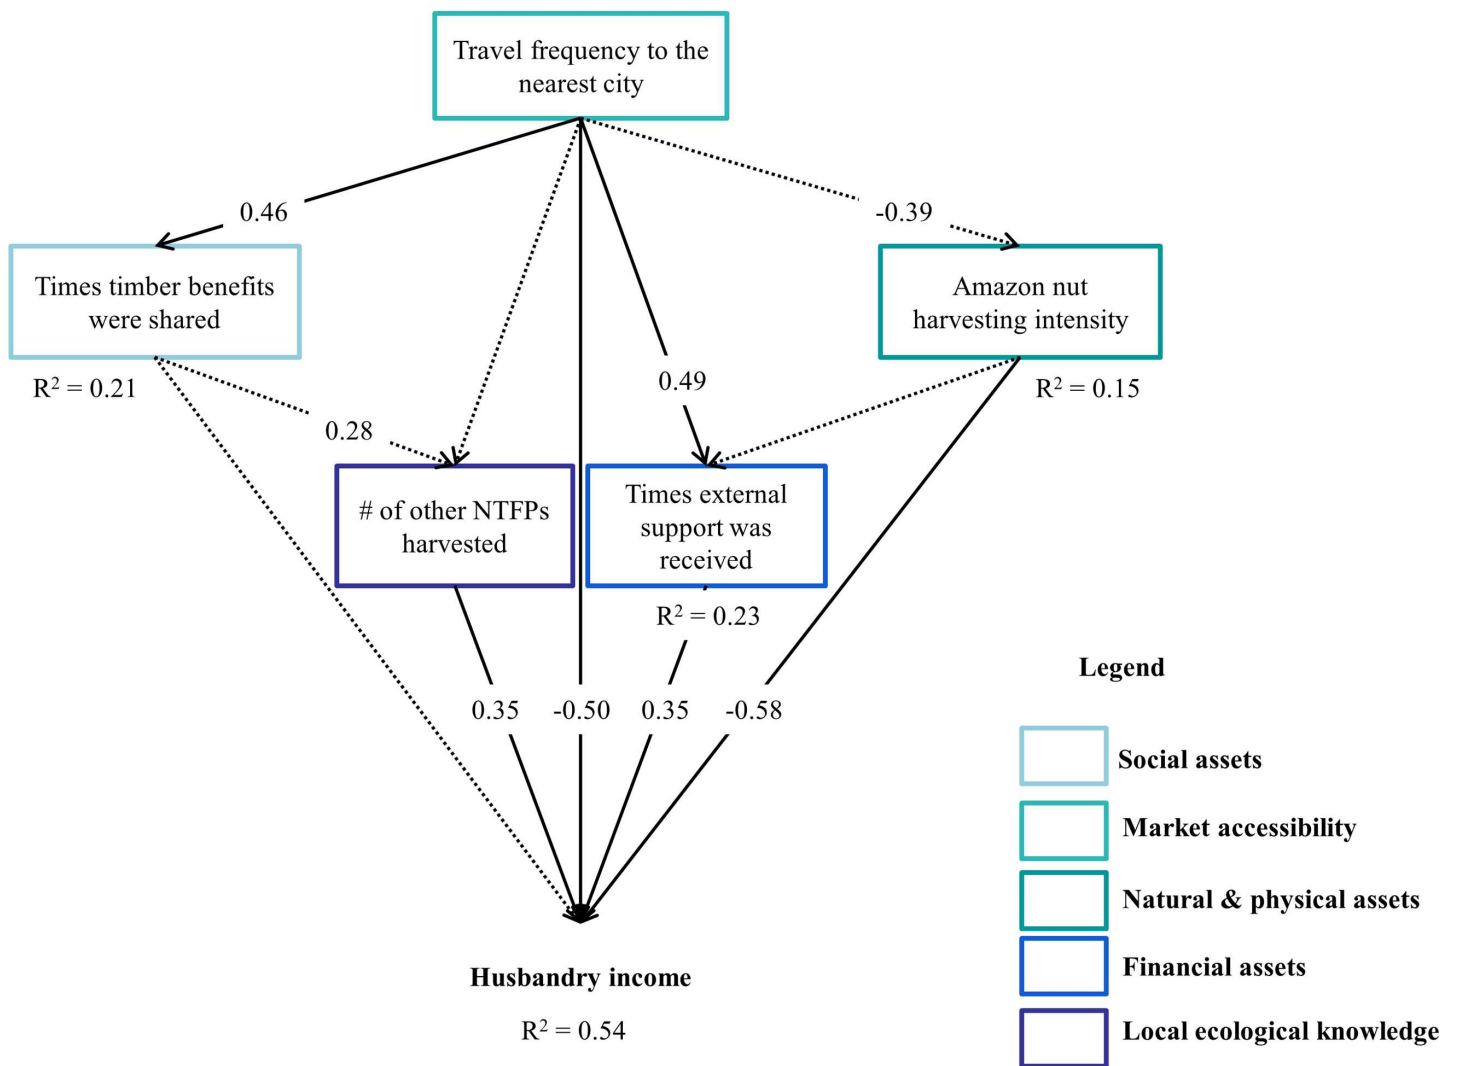 Travel frequency to the
nearest city
0.46
-0.39
Times timber benefits
were shared
Amazon nut
harvesting intensity
R² = 0.21
0.49
R² = 0.15
0.28
# of other NTFPs
harvested
Times external
support was
received
R² = 0.23
Legend
0.35
-0.50
0.35
-0.58
Social assets
Market accessibility
Natural & physical assets
Financial assets
Local ecological knowledge
Husbandry income
R² = 0.54